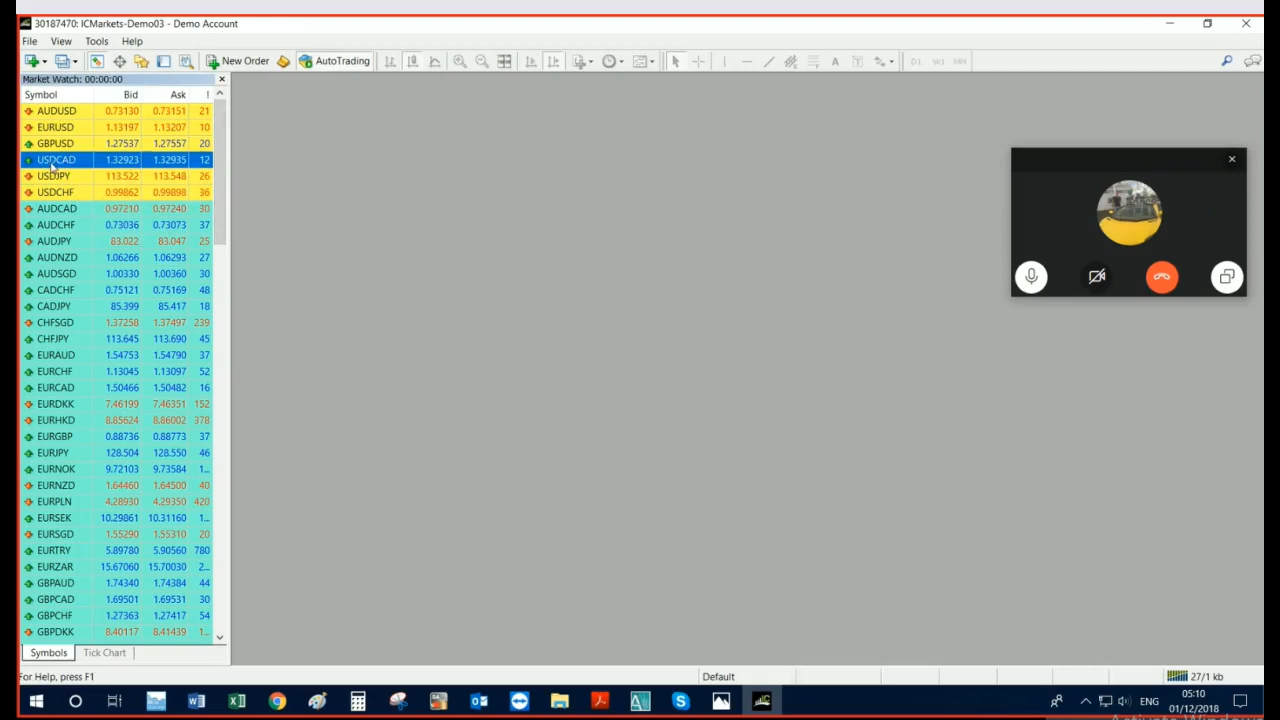 30187470: ICMarkets-Demo03 - Demo Account
File View Tools Help
New Order AutoTrading D1 W1 MN
Market Watch: 00:00:00
Symbol Bid Ask !
AUDUSD 0.73130 0.73151 21
EURUSD 1.13197 1.13207 10
GBPUSD 1.27537 1.27557 20
USDCAD 1.32923 1.32935 12
USDJPY 113.522 113.548 26
USDCHF 0.99862 0.99898 36
AUDCAD 0.97210 0.97240 30
AUDCHF 0.73036 0.73073 37
AUDJPY 83.022 83.047 25
AUDNZD 1.06266 1.06293 27
AUDSGD 1.00330 1.00360 30
CADCHF 0.75121 0.75169 48
CADJPY 85.399 85.417 18
CHFSGD 1.37258 1.37497 239
CHFJPY 113.645 113.690 45
EURAUD 1.54753 1.54790 37
EURCHF 1.13045 1.13097 52
EURCAD 1.50466 1.50482 16
EURDKK 7.46199 7.46351 152
EURHKD 8.85624 8.86002 378
EURGBP 0.88736 0.88773 37
EURJPY 128.504 128.550 46
EURNOK 9.72103 9.73584 1...
EURNZD 1.64460 1.64500 40
EURPLN 4.28930 4.29350 420
EURSEK 10.29861 10.31160 1...
EURSGD 1.55290 1.55310 20
EURTRY 5.89780 5.90560 780
EURZAR 15.67060 15.70030 2...
GBPAUD 1.74340 1.74384 44
GBPCAD 1.69501 1.69531 30
GBPCHF 1.27363 1.27417 54
GBPDKK 8.40117 8.41439 1...
Symbols Tick Chart
For Help, press F1 Default 27/1 kb
ENG 05:10
01/12/2018